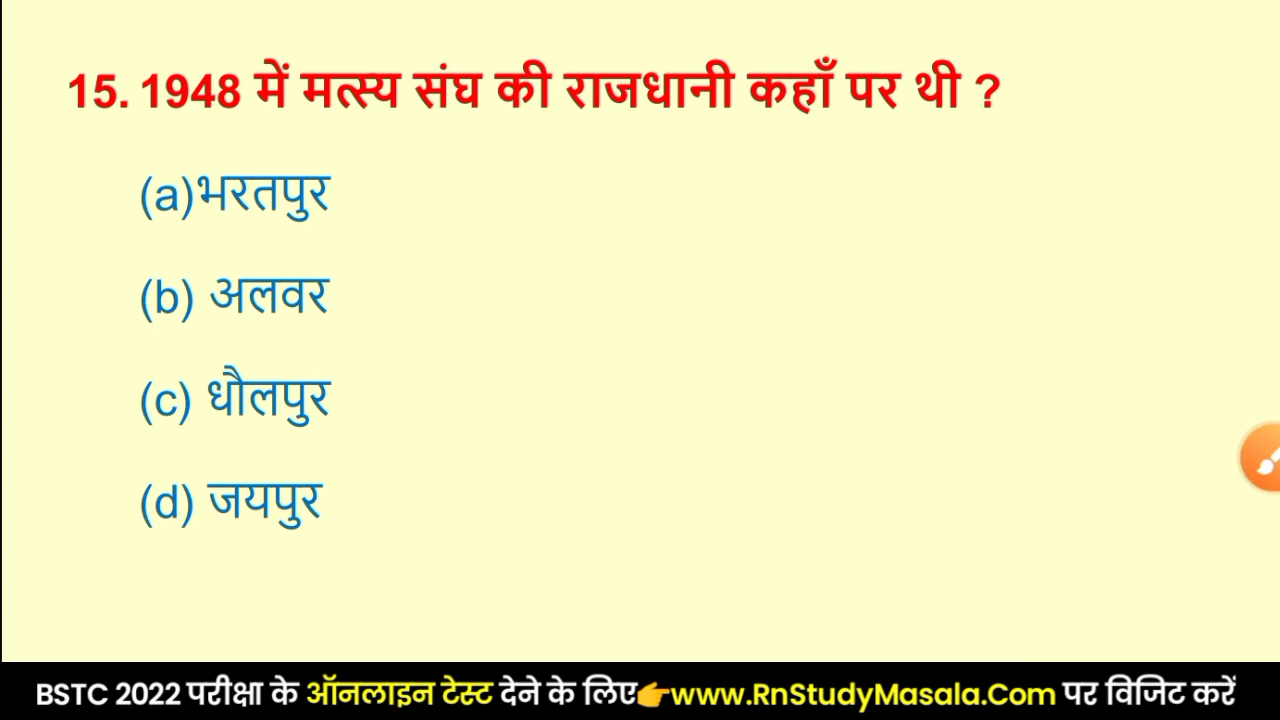 15. 1948 में मत्स्य संघ की राजधानी कहाँ पर थी ?
(a)भरतपुर
(b) अलवर
(c) धौलपुर
(d) जयपुर
BSTC 2022 परीक्षा के ऑनलाइन टेस्ट देने के लिए👉www.RnStudyMasala.Com पर विजिट करें